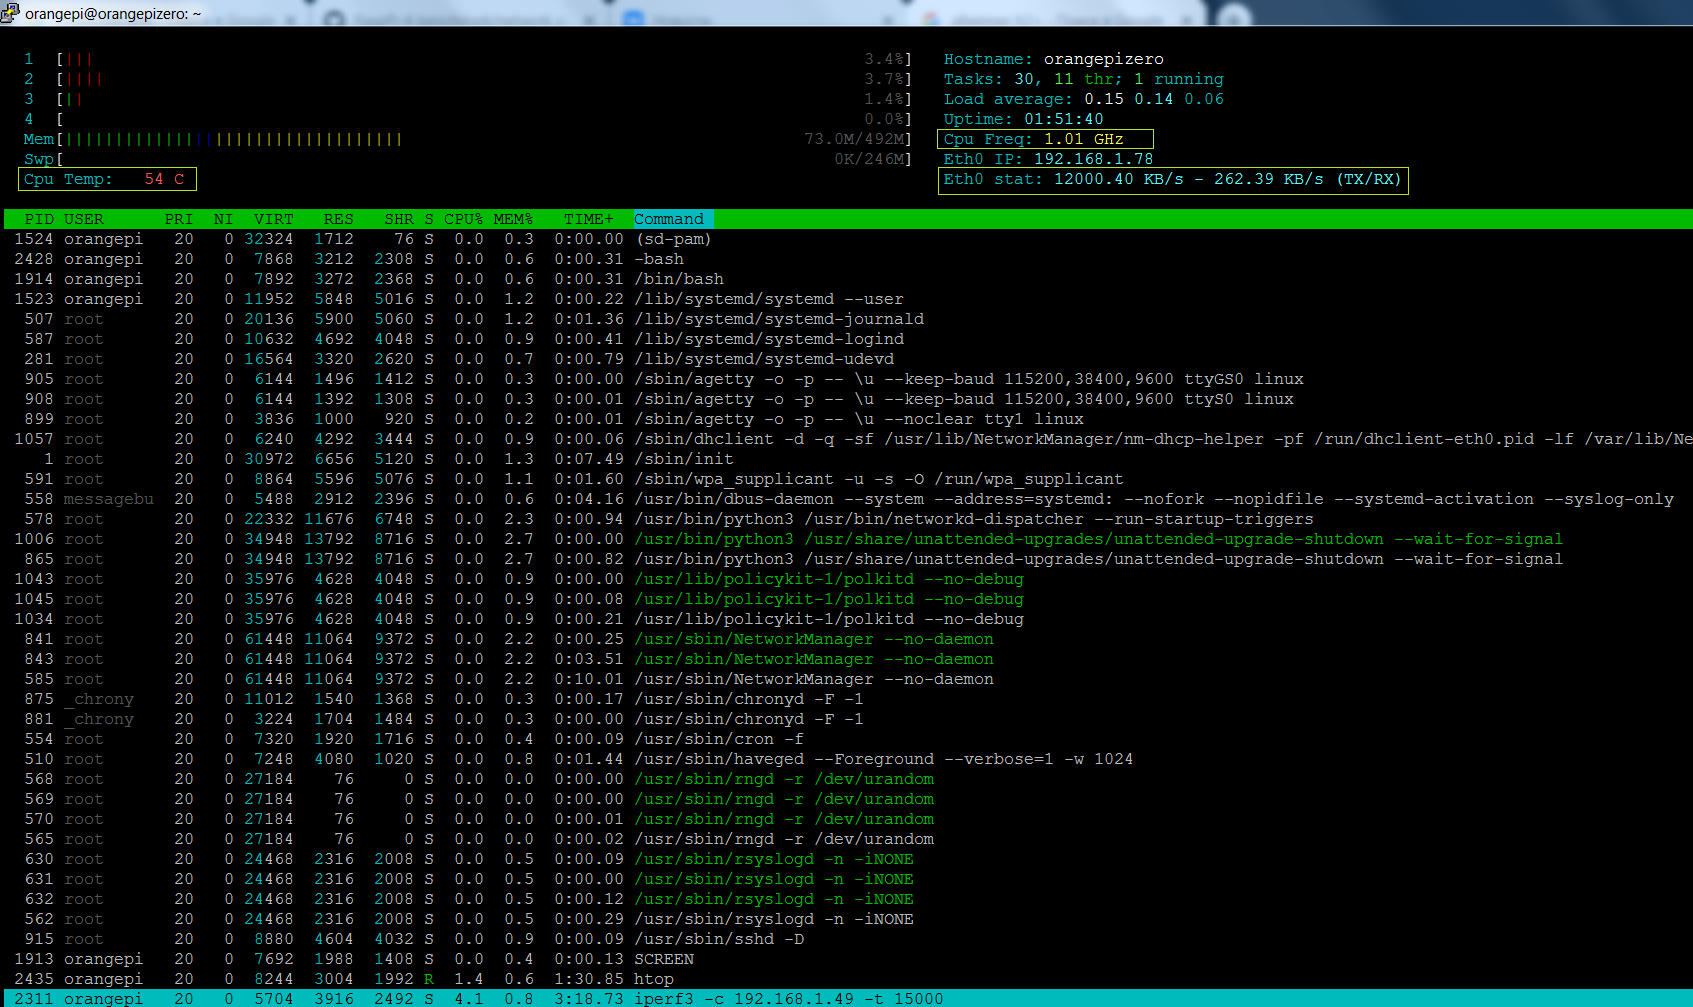 orangepi@orangepizero: ~
1 [||| 3.4%] Hostname: orangepizero
2 [|||| 3.7%] Tasks: 30, 11 thr; 1 running
3 [|| 1.4%] Load average: 0.15 0.14 0.06
4 [ 0.0%] Uptime: 01:51:40
Mem[|||||||||||||||||||||||||||||||||| 73.0M/492M] Cpu Freq: 1.01 GHz
Swp[ 0K/246M] Eth0 IP: 192.168.1.78
Cpu Temp: 54 C Eth0 stat: 12000.40 KB/s - 262.39 KB/s (TX/RX)
PID USER PRI NI VIRT RES SHR S CPU% MEM% TIME+ Command
1524 orangepi 20 0 32324 1712 76 S 0.0 0.3 0:00.00 (sd-pam)
2428 orangepi 20 0 7868 3212 2308 S 0.0 0.6 0:00.31 -bash
1914 orangepi 20 0 7892 3272 2368 S 0.0 0.6 0:00.31 /bin/bash
1523 orangepi 20 0 11952 5848 5016 S 0.0 1.2 0:00.22 /lib/systemd/systemd --user
507 root 20 0 20136 5900 5060 S 0.0 1.2 0:01.36 /lib/systemd/systemd-journald
587 root 20 0 10632 4692 4048 S 0.0 0.9 0:00.41 /lib/systemd/systemd-logind
281 root 20 0 16564 3320 2620 S 0.0 0.7 0:00.79 /lib/systemd/systemd-udevd
905 root 20 0 6144 1496 1412 S 0.0 0.3 0:00.00 /sbin/agetty -o -p -- \u --keep-baud 115200,38400,9600 ttyGS0 linux
908 root 20 0 6144 1392 1308 S 0.0 0.3 0:00.01 /sbin/agetty -o -p -- \u --keep-baud 115200,38400,9600 ttyS0 linux
899 root 20 0 3836 1000 920 S 0.0 0.2 0:00.01 /sbin/agetty -o -p -- \u --noclear tty1 linux
1057 root 20 0 6240 4292 3444 S 0.0 0.9 0:00.06 /sbin/dhclient -d -q -sf /usr/lib/NetworkManager/nm-dhcp-helper -pf /run/dhclient-eth0.pid -lf /var/lib/Ne
1 root 20 0 30972 6656 5120 S 0.0 1.3 0:07.49 /sbin/init
591 root 20 0 8864 5596 5076 S 0.0 1.1 0:01.60 /sbin/wpa_supplicant -u -s -O /run/wpa_supplicant
558 messagebu 20 0 5488 2912 2396 S 0.0 0.6 0:04.16 /usr/bin/dbus-daemon --system --address=systemd: --nofork --nopidfile --systemd-activation --syslog-only
578 root 20 0 22332 11676 6748 S 0.0 2.3 0:00.94 /usr/bin/python3 /usr/bin/networkd-dispatcher --run-startup-triggers
1006 root 20 0 34948 13792 8716 S 0.0 2.7 0:00.00 /usr/bin/python3 /usr/share/unattended-upgrades/unattended-upgrade-shutdown --wait-for-signal
865 root 20 0 34948 13792 8716 S 0.0 2.7 0:00.82 /usr/bin/python3 /usr/share/unattended-upgrades/unattended-upgrade-shutdown --wait-for-signal
1043 root 20 0 35976 4628 4048 S 0.0 0.9 0:00.00 /usr/lib/policykit-1/polkitd --no-debug
1045 root 20 0 35976 4628 4048 S 0.0 0.9 0:00.08 /usr/lib/policykit-1/polkitd --no-debug
1034 root 20 0 35976 4628 4048 S 0.0 0.9 0:00.21 /usr/lib/policykit-1/polkitd --no-debug
841 root 20 0 61448 11064 9372 S 0.0 2.2 0:00.25 /usr/sbin/NetworkManager --no-daemon
843 root 20 0 61448 11064 9372 S 0.0 2.2 0:03.51 /usr/sbin/NetworkManager --no-daemon
585 root 20 0 61448 11064 9372 S 0.0 2.2 0:10.01 /usr/sbin/NetworkManager --no-daemon
875 _chrony 20 0 11012 1540 1368 S 0.0 0.3 0:00.17 /usr/sbin/chronyd -F -1
881 _chrony 20 0 3224 1704 1484 S 0.0 0.3 0:00.00 /usr/sbin/chronyd -F -1
554 root 20 0 7320 1920 1716 S 0.0 0.4 0:00.09 /usr/sbin/cron -f
510 root 20 0 7248 4080 1020 S 0.0 0.8 0:01.44 /usr/sbin/haveged --Foreground --verbose=1 -w 1024
568 root 20 0 27184 76 0 S 0.0 0.0 0:00.00 /usr/sbin/rngd -r /dev/urandom
569 root 20 0 27184 76 0 S 0.0 0.0 0:00.00 /usr/sbin/rngd -r /dev/urandom
570 root 20 0 27184 76 0 S 0.0 0.0 0:00.01 /usr/sbin/rngd -r /dev/urandom
565 root 20 0 27184 76 0 S 0.0 0.0 0:00.02 /usr/sbin/rngd -r /dev/urandom
630 root 20 0 24468 2316 2008 S 0.0 0.5 0:00.09 /usr/sbin/rsyslogd -n -iNONE
631 root 20 0 24468 2316 2008 S 0.0 0.5 0:00.00 /usr/sbin/rsyslogd -n -iNONE
632 root 20 0 24468 2316 2008 S 0.0 0.5 0:00.12 /usr/sbin/rsyslogd -n -iNONE
562 root 20 0 24468 2316 2008 S 0.0 0.5 0:00.29 /usr/sbin/rsyslogd -n -iNONE
915 root 20 0 8880 4604 4032 S 0.0 0.9 0:00.09 /usr/sbin/sshd -D
1913 orangepi 20 0 7692 1988 1408 S 0.0 0.4 0:00.13 SCREEN
2435 orangepi 20 0 8244 3004 1992 R 1.4 0.6 1:30.85 htop
2311 orangepi 20 0 5704 3916 2492 S 4.1 0.8 3:18.73 iperf3 -c 192.168.1.49 -t 15000